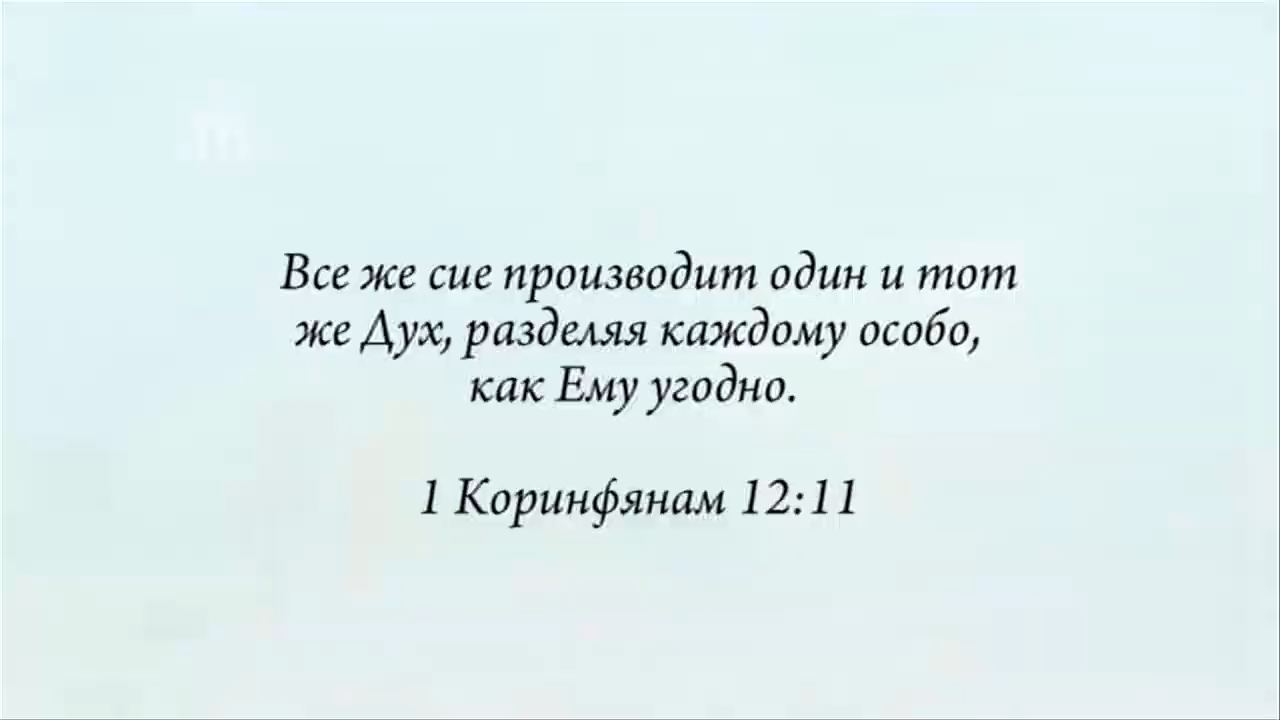 Все же сие производит один и тот
же Дух, разделяя каждому особо,
как Ему угодно.
1 Коринфянам 12:11